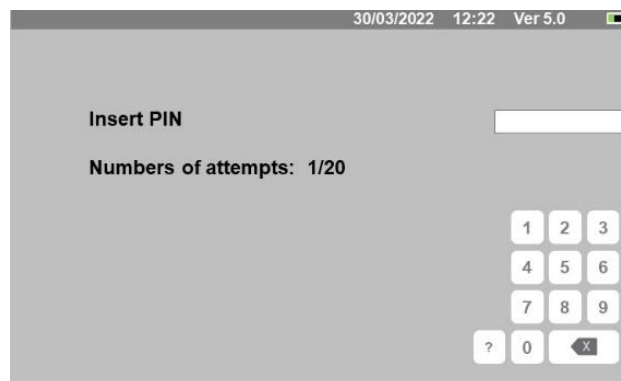 30/03/2022 12:22 Ver 5.0
Insert PIN
Numbers of attempts: 1/20
1 2 3
4 5 6
7 8 9
? 0 X